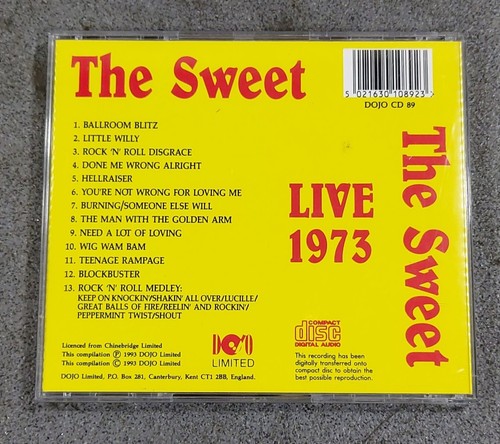 The Sweet
5 021630 108923
DOJO CD 89
1. BALLROOM BLITZ
2. LITTLE WILLY
3. ROCK 'N' ROLL DISGRACE
4. DONE ME WRONG ALRIGHT
5. HELLRAISER
6. YOU'RE NOT WRONG FOR LOVING ME
7. BURNING/SOMEONE ELSE WILL
8. THE MAN WITH THE GOLDEN ARM
9. NEED A LOT OF LOVING
10. WIG WAM BAM
11. TEENAGE RAMPAGE
12. BLOCKBUSTER
13. ROCK 'N' ROLL MEDLEY:
KEEP ON KNOCKIN/SHAKIN' ALL OVER/LUCILLE/
GREAT BALLS OF FIRE/REELIN' AND ROCKIN/
PEPPERMINT TWIST/SHOUT
LIVE
1973
The Sweet
Licenced from Chinebridge Limited
This compilation Ⓟ 1993 DOJO Limited
This compilation © 1993 DOJO Limited
DOJO Limited, P.O. Box 281, Canterbury, Kent CT1 2BB, England.
DOJO
LIMITED
COMPACT
disc
DIGITAL AUDIO
This recording has been
digitally transferred onto
compact disc to obtain the
best possible reproduction.